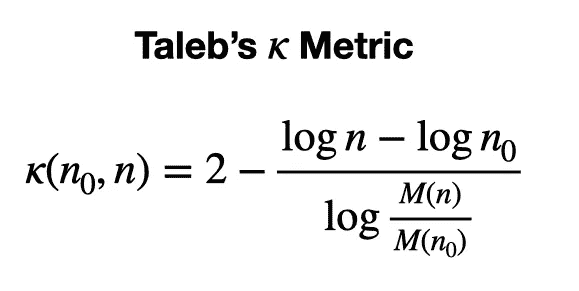 Taleb's κ Metric
κ(n₀, n) = 2 − (log n − log n₀) / (log M(n)/M(n₀))